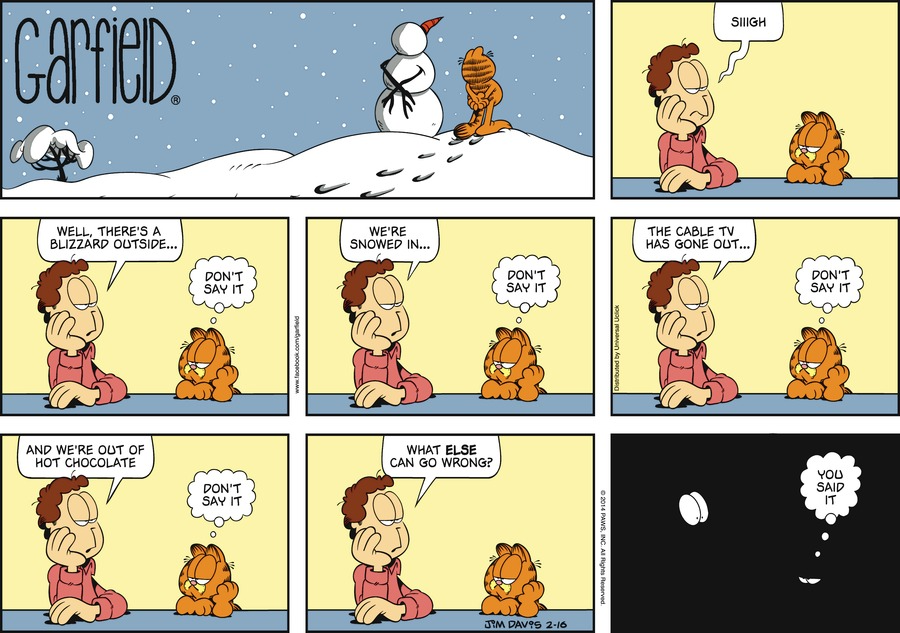 GARFIELD®
SIIIGH
WELL, THERE'S A
BLIZZARD OUTSIDE...
DON'T
SAY IT
www.facebook.com/garfield
WE'RE
SNOWED IN...
DON'T
SAY IT
Distributed by Universal Uclick
THE CABLE TV
HAS GONE OUT...
DON'T
SAY IT
AND WE'RE OUT OF
HOT CHOCOLATE
DON'T
SAY IT
WHAT ELSE
CAN GO WRONG?
JIM DAVIS 2-16
© 2014 PAWS, INC. All Rights Reserved.
YOU
SAID
IT